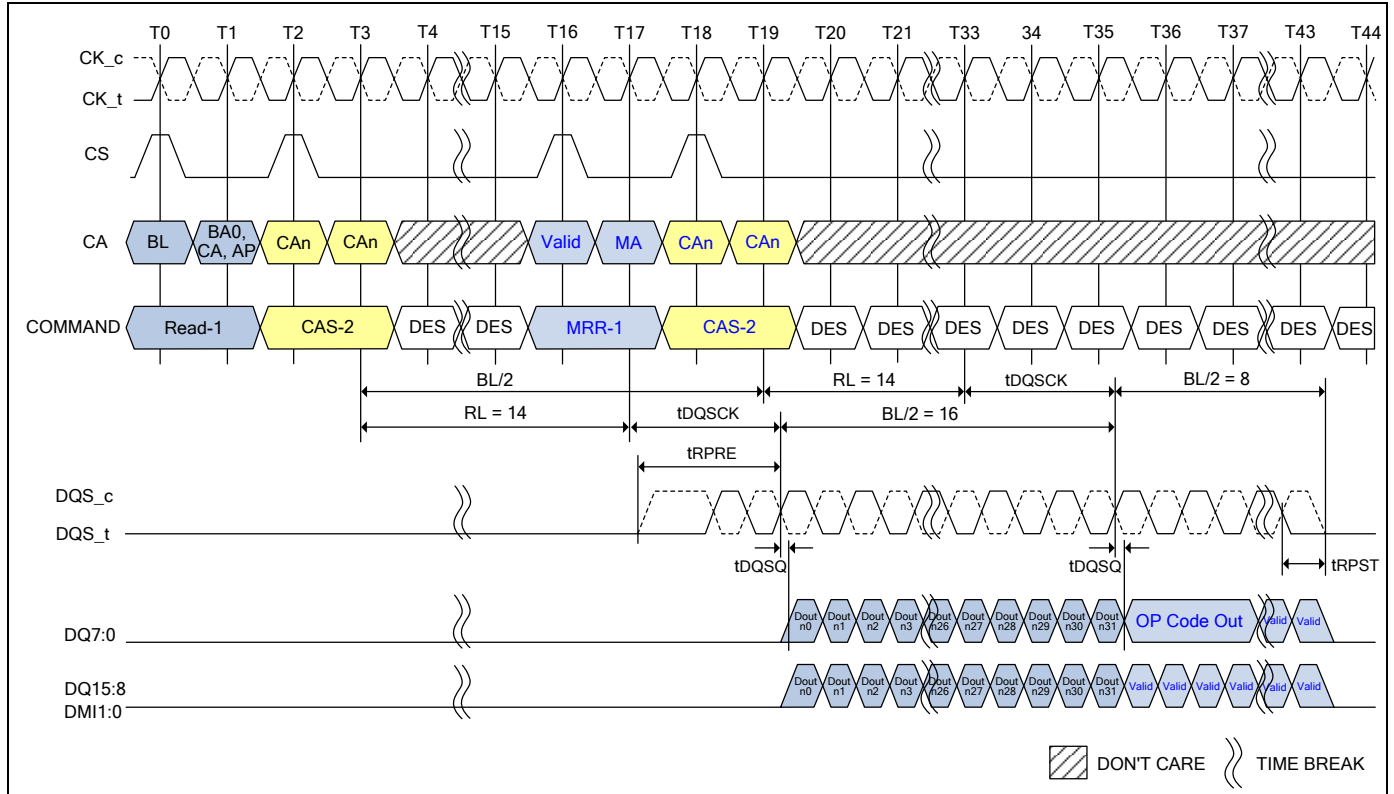 T0 T1 T2 T3 T4 T15 T16 T17 T18 T19 T20 T21 T33 34 T35 T36 T37 T43 T44
CK_c
CK_t
CS
CA BL BA0, CA, AP CAn CAn Valid MA CAn CAn
COMMAND Read-1 CAS-2 DES DES MRR-1 CAS-2 DES DES DES DES DES DES DES DES DES
BL/2 RL = 14 tDQSCK BL/2 = 8
RL = 14 tDQSCK BL/2 = 16
tRPRE
DQS_c
DQS_t
tDQSQ tDQSQ tRPST
DQ7:0 Dout n0 Dout n1 Dout n2 Dout n3 Dout n26 Dout n27 Dout n28 Dout n29 Dout n30 Dout n31 OP Code Out Valid Valid
DQ15:8 Dout n0 Dout n1 Dout n2 Dout n3 Dout n26 Dout n27 Dout n28 Dout n29 Dout n30 Dout n31 Valid Valid Valid Valid Valid Valid
DMI1:0
DON'T CARE TIME BREAK